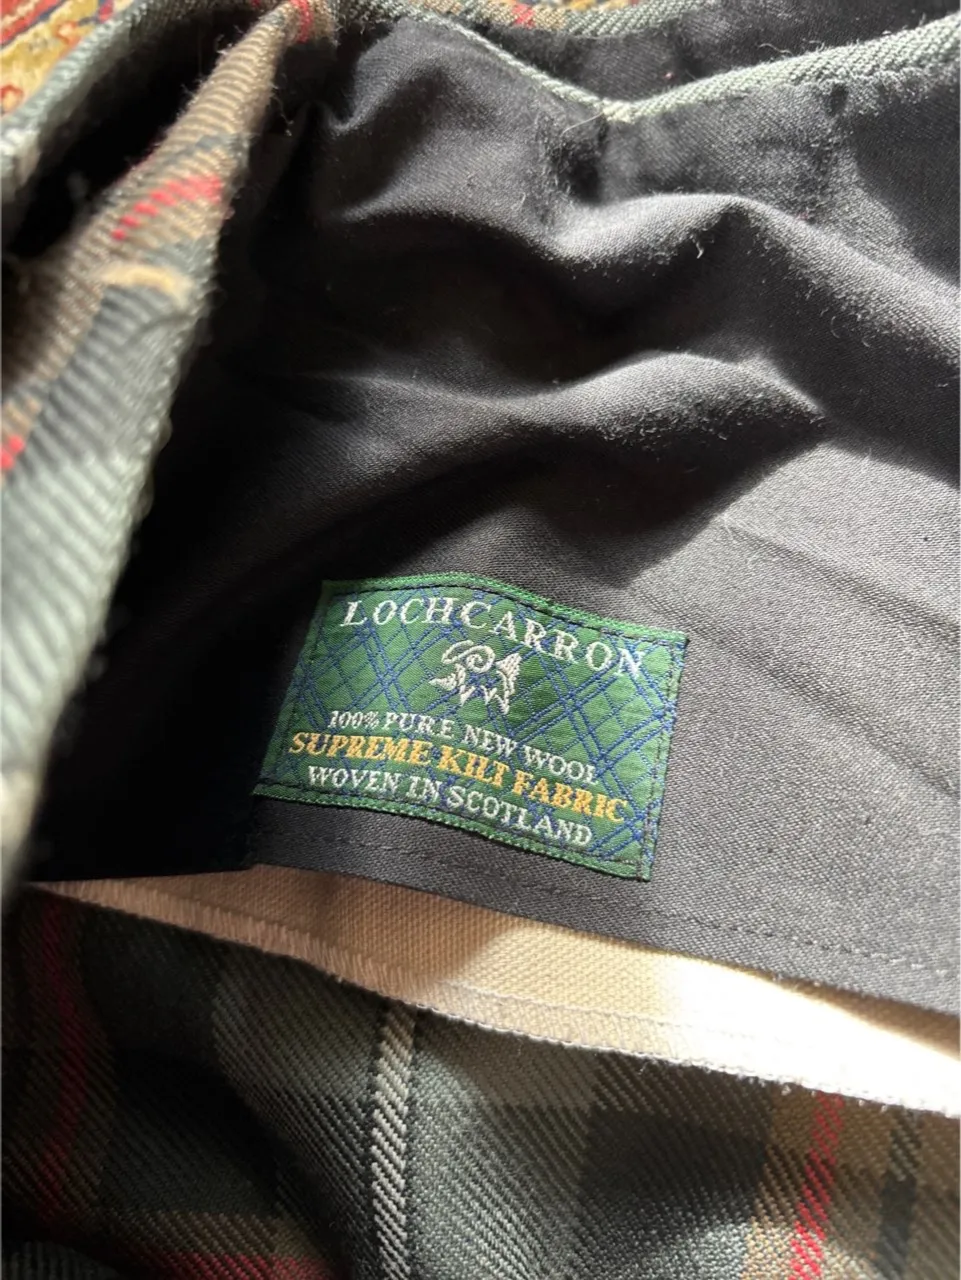 LOCHCARRON
100% PURE NEW WOOL
SUPREME KILT FABRIC
WOVEN IN SCOTLAND